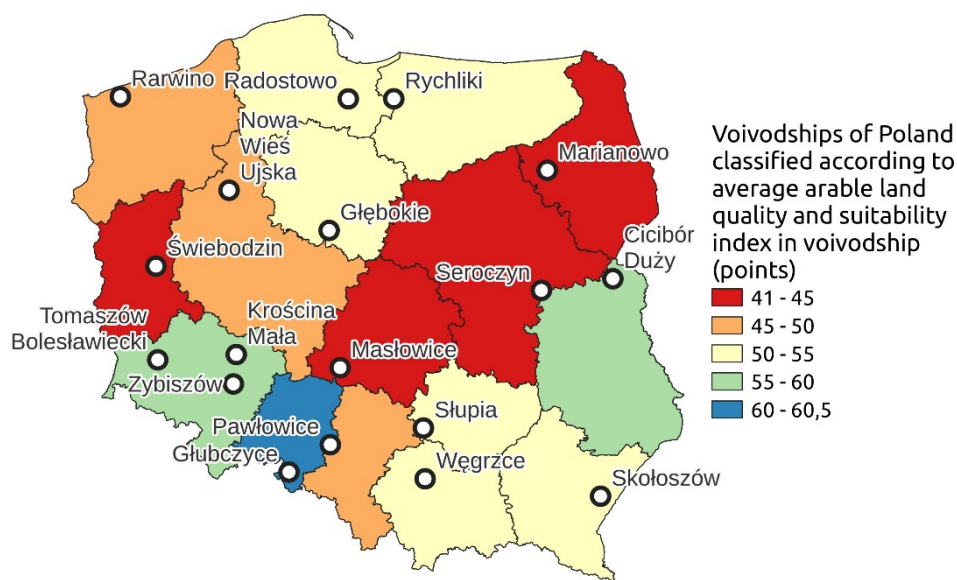 Rarwino
Radostowo
Rychliki
Nowa
Wieś
Ujska
Marianowo
Głębokie
Cicibór
Duży
Świebodzin
Seroczyn
Tomaszów
Bolesławiecki
Krościna
Mała
Masłowice
Zybiszów
Pawłowice
Słupia
Głubczyce
Węgrzce
Skołoszów
Voivodships of Poland
classified according to
average arable land
quality and suitability
index in voivodship
(points)
41 - 45
45 - 50
50 - 55
55 - 60
60 - 60,5